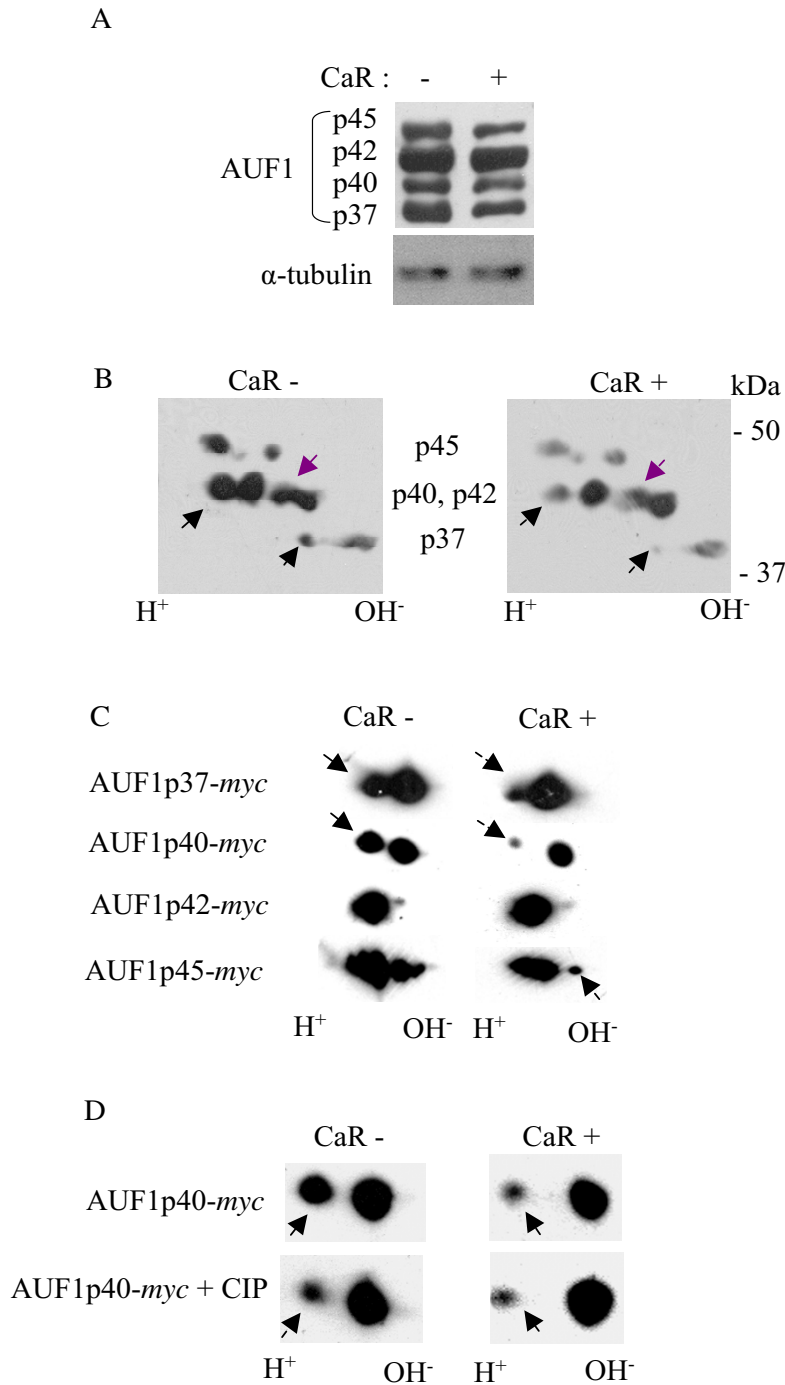 A
CaR : - +
p45
p42
AUF1
p40
p37
α-tubulin
B
CaR - CaR + kDa
- 50
p45
p40, p42
p37
- 37
H⁺ OH⁻ H⁺ OH⁻
C
CaR - CaR +
AUF1p37-myc
AUF1p40-myc
AUF1p42-myc
AUF1p45-myc
H⁺ OH⁻ H⁺ OH⁻
D
CaR - CaR +
AUF1p40-myc
AUF1p40-myc + CIP
H⁺ OH⁻ H⁺ OH⁻